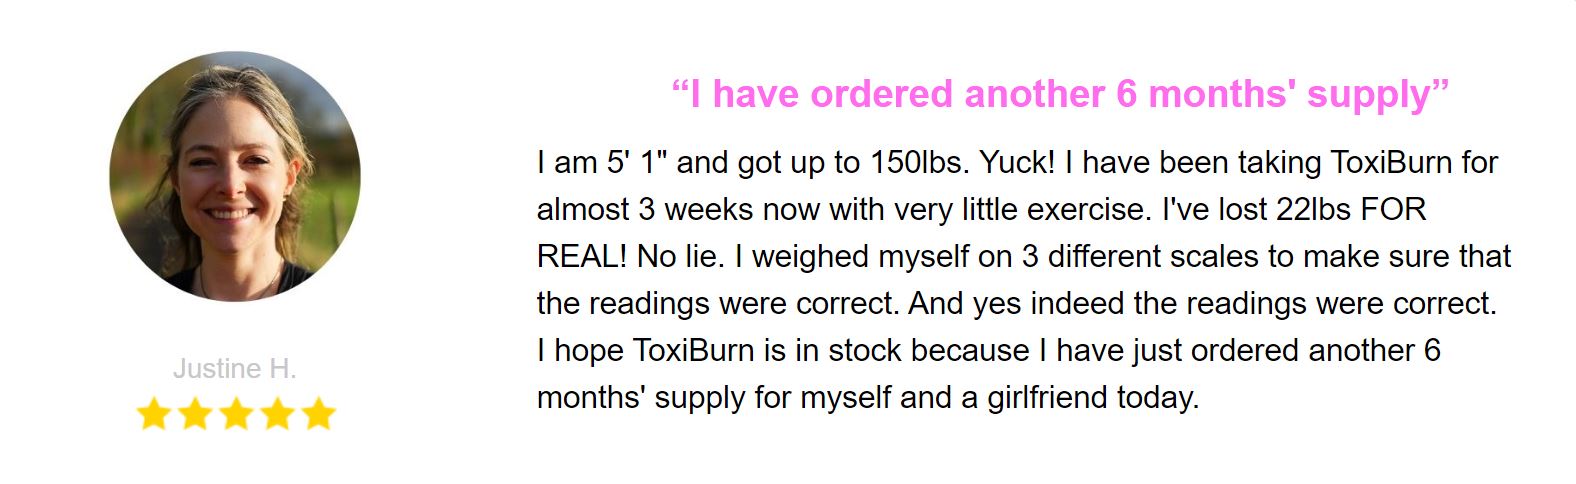 “I have ordered another 6 months' supply”
I am 5' 1" and got up to 150lbs. Yuck! I have been taking ToxiBurn for
almost 3 weeks now with very little exercise. I've lost 22lbs FOR
REAL! No lie. I weighed myself on 3 different scales to make sure that
the readings were correct. And yes indeed the readings were correct.
I hope ToxiBurn is in stock because I have just ordered another 6
months' supply for myself and a girlfriend today.
Justine H.